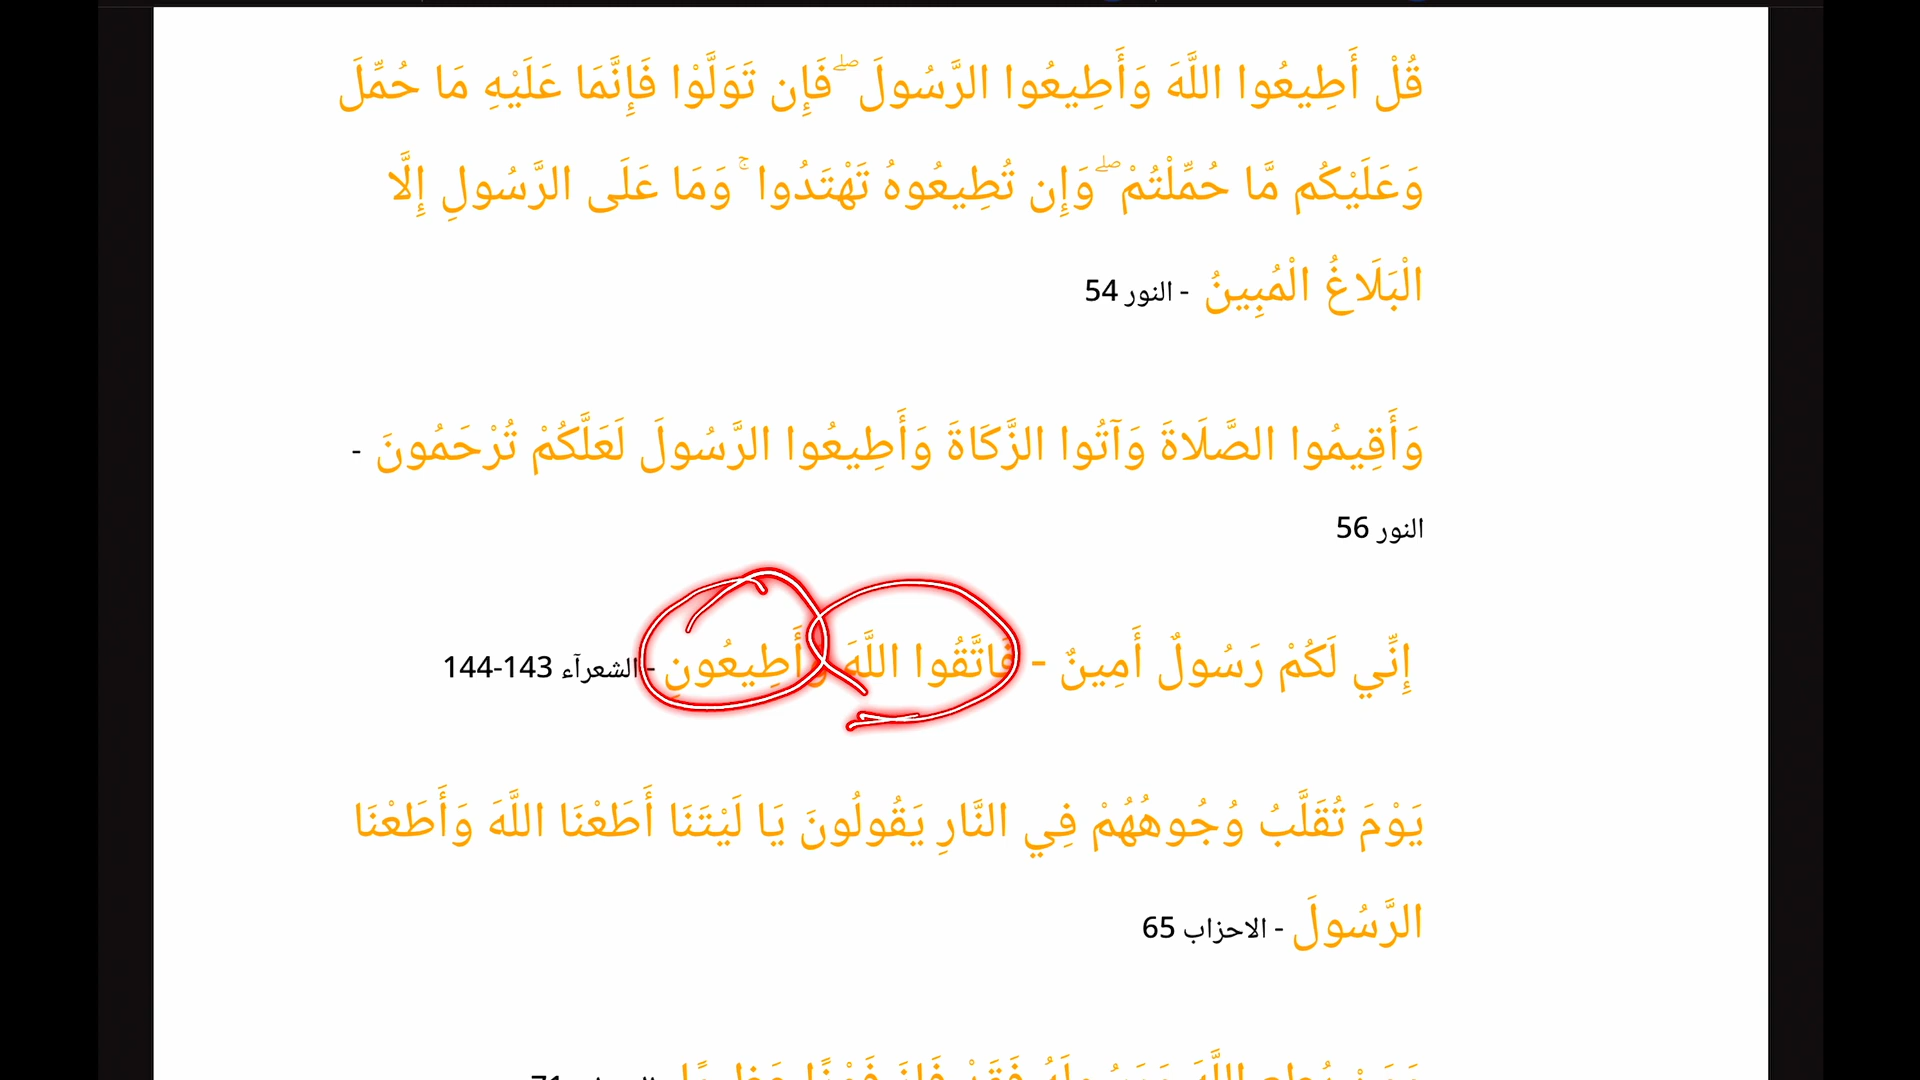 قُلْ أَطِيعُوا اللَّهَ وَأَطِيعُوا الرَّسُولَ ۖ فَإِن تَوَلَّوْا فَإِنَّمَا عَلَيْهِ مَا حُمِّلَ
وَعَلَيْكُم مَّا حُمِّلْتُمْ ۖ وَإِن تُطِيعُوهُ تَهْتَدُوا ۚ وَمَا عَلَى الرَّسُولِ إِلَّا
الْبَلَاغُ الْمُبِينُ - النور 54
وَأَقِيمُوا الصَّلَاةَ وَآتُوا الزَّكَاةَ وَأَطِيعُوا الرَّسُولَ لَعَلَّكُمْ تُرْحَمُونَ -
النور 56
إِنِّي لَكُمْ رَسُولٌ أَمِينٌ - فَاتَّقُوا اللَّهَ وَأَطِيعُونِ - الشعرآء 143-144
يَوْمَ تُقَلَّبُ وُجُوهُهُمْ فِي النَّارِ يَقُولُونَ يَا لَيْتَنَا أَطَعْنَا اللَّهَ وَأَطَعْنَا
الرَّسُولَ - الاحزاب 65